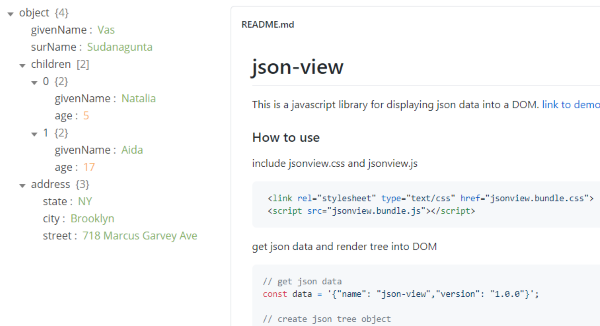 object {4}
givenName : Vas
surName : Sudanagunta
children [2]
0 {2}
givenName : Natalia
age : 5
1 {2}
givenName : Aida
age : 17
address {3}
state : NY
city : Brooklyn
street : 718 Marcus Garvey Ave
README.md
json-view
This is a javascript library for displaying json data into a DOM. link to demo
How to use
include jsonview.css and jsonview.js
<link rel="stylesheet" type="text/css" href="jsonview.bundle.css">
<script src="jsonview.bundle.js"></script>
get json data and render tree into DOM
// get json data
const data = '{"name": "json-view","version": "1.0.0"}';
// create json tree object